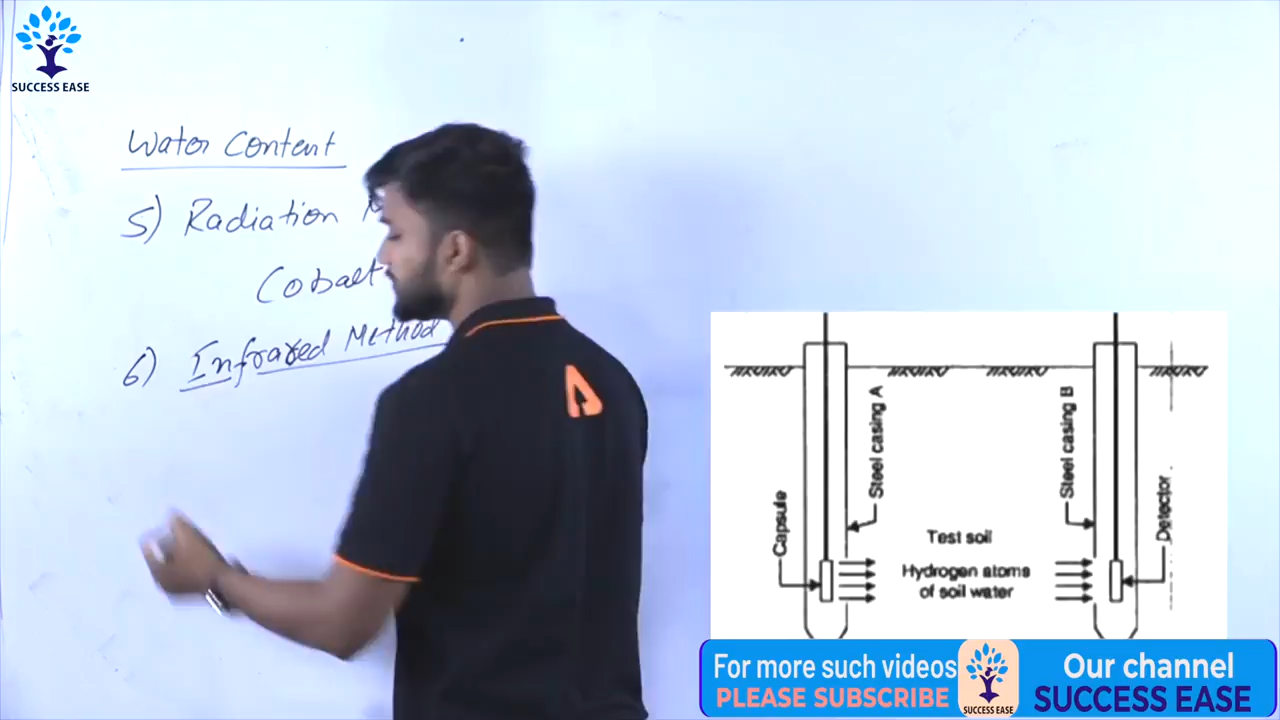 SUCCESS EASE
Water Content
5) Radiation
Cobalt
6) Infrared Method
Steel casing A
Steel casing B
Capsule
Detector
Test soil
Hydrogen atoms
of soil water
For more such videos
PLEASE SUBSCRIBE
SUCCESS EASE
Our channel
SUCCESS EASE